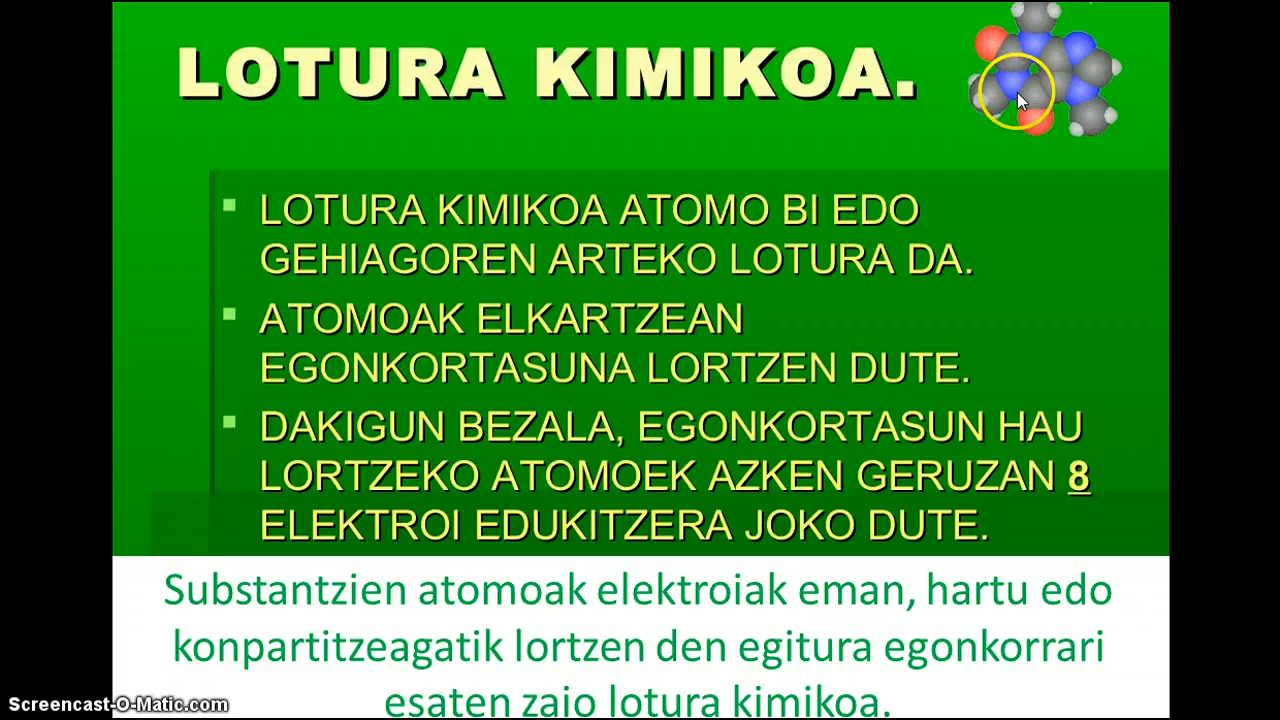 LOTURA KIMIKOA.
LOTURA KIMIKOA ATOMO BI EDO
GEHIAGOREN ARTEKO LOTURA DA.
ATOMOAK ELKARTZEAN
EGONKORTASUNA LORTZEN DUTE.
DAKIGUN BEZALA, EGONKORTASUN HAU
LORTZEKO ATOMOEK AZKEN GERUZAN 8
ELEKTROI EDUKITZERA JOKO DUTE.
Substantzien atomoak elektroiak eman, hartu edo
konpartitzeagatik lortzen den egitura egonkorrari
esaten zaio lotura kimikoa.
Screencast-O-Matic.com